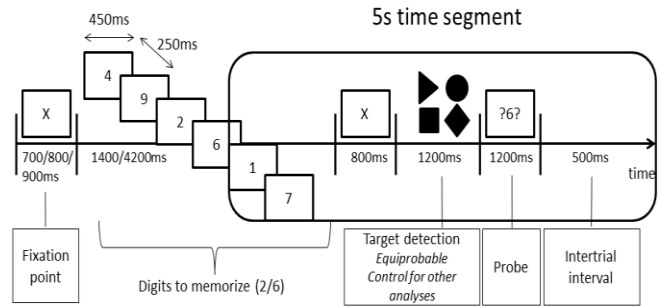 5s time segment
450ms
250ms
4
9
2
6
1
7
X
X
?6?
700/800/
900ms
1400/4200ms
800ms
1200ms
1200ms
500ms
time
Fixation
point
Digits to memorize (2/6)
Target detection
Equiprobable
Control for other
analyses
Probe
Intertrial
interval